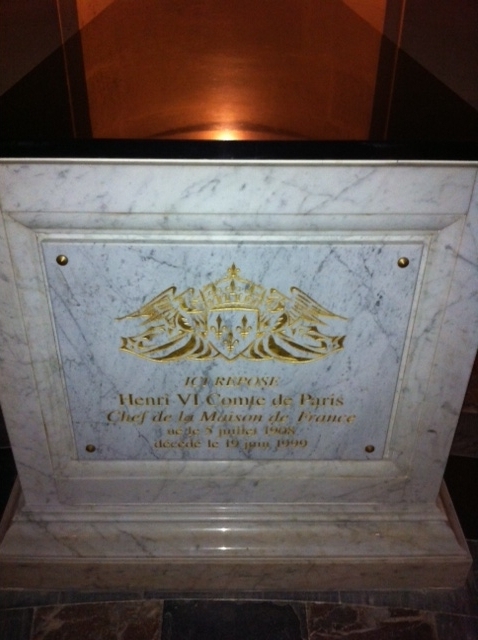 ICI REPOSE
Henri VI Comte de Paris
Chef de la Maison de France
né le 5 juillet 1908
décédé le 19 juin 1999